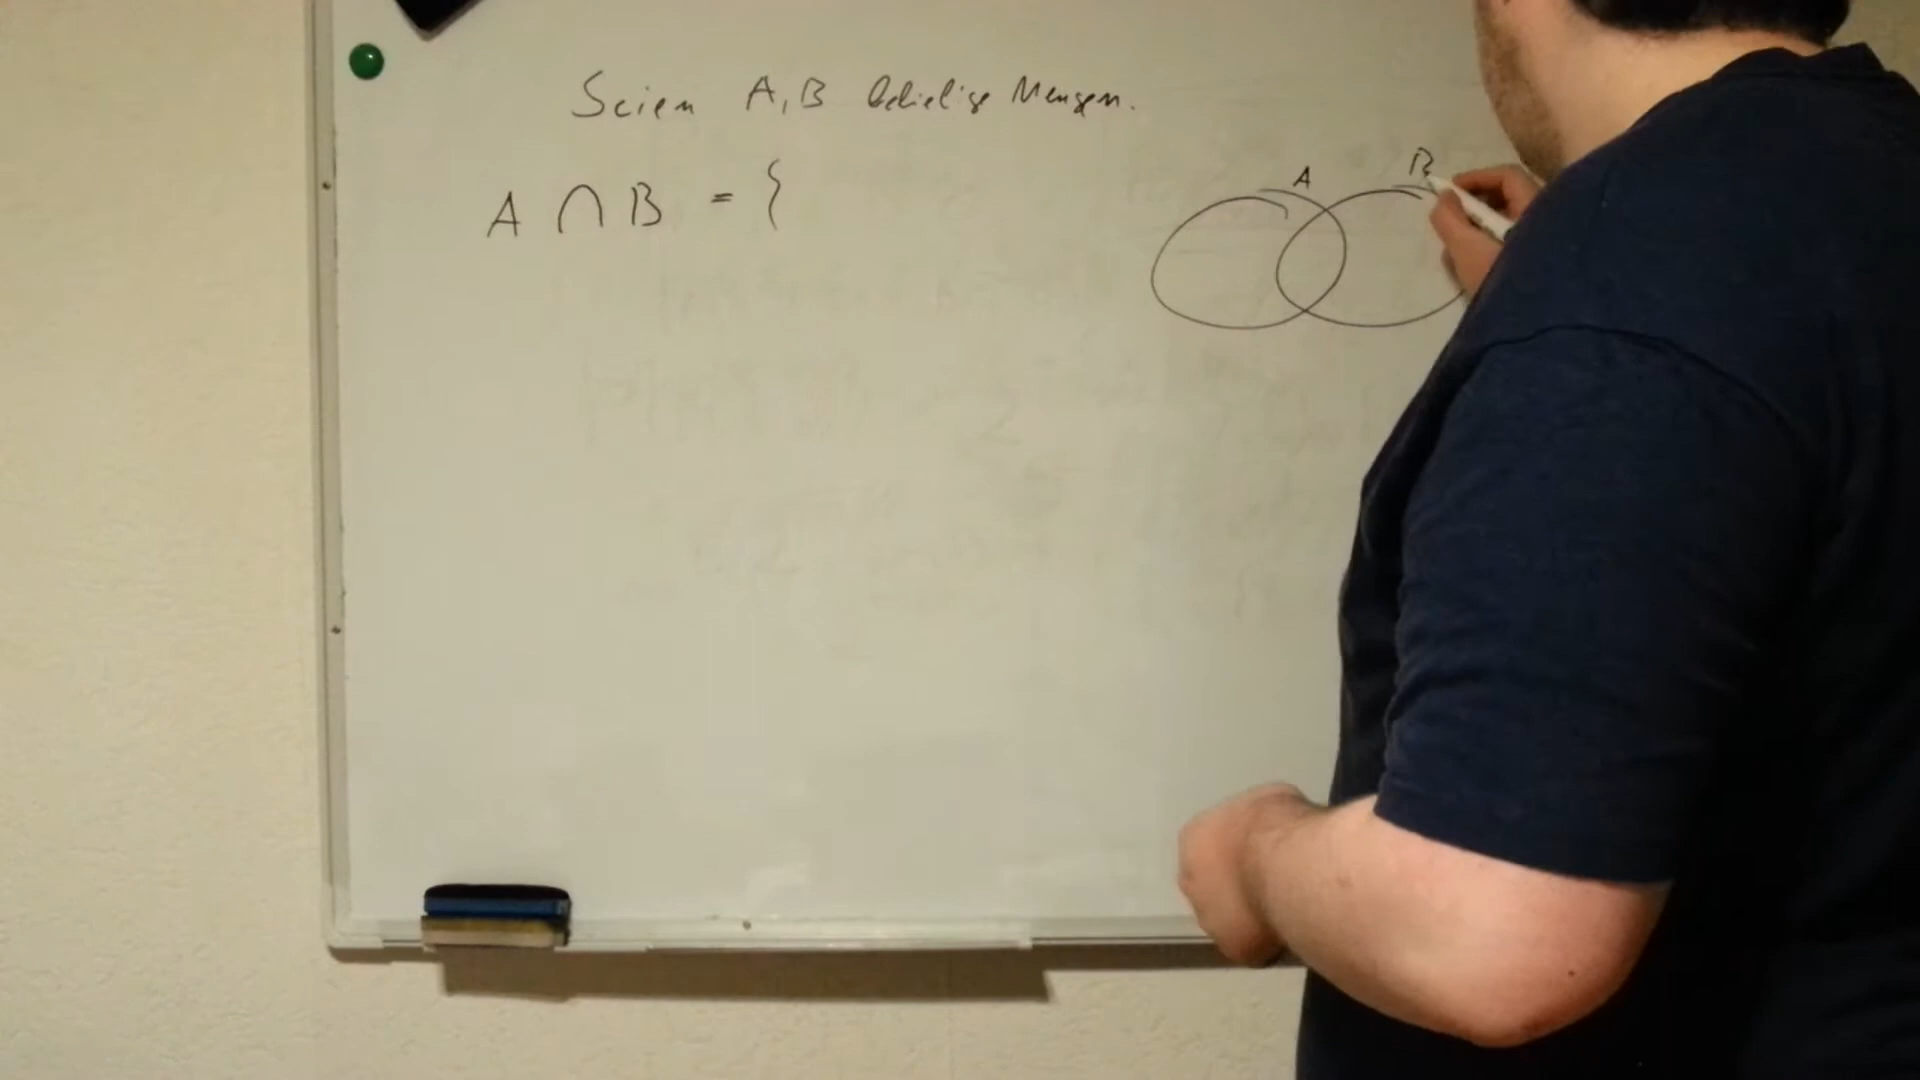 Seien A, B beliebige Mengen.
A ∩ B = {
A B